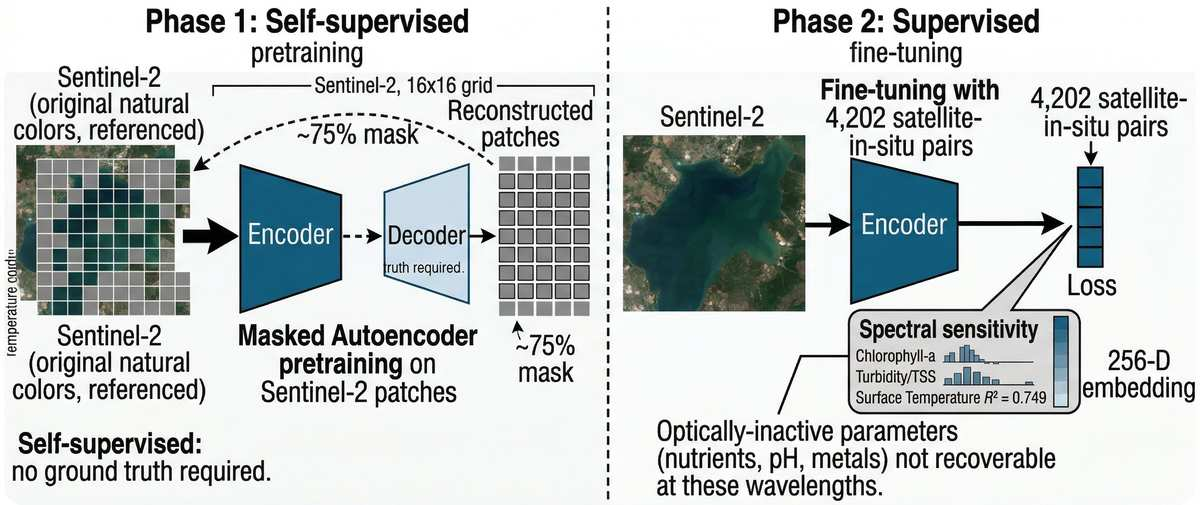 Phase 1: Self-supervised
pretraining
Sentinel-2
(original natural
colors, referenced)
Sentinel-2, 16x16 grid
~75% mask
Reconstructed
patches
Encoder
Decoder
truth required.
Sentinel-2
(original natural
colors, referenced)
Masked Autoencoder
pretraining on
Sentinel-2 patches
~75%
mask
Self-supervised:
no ground truth required.
Phase 2: Supervised
fine-tuning
Sentinel-2
Fine-tuning with
4,202 satellite-
in-situ pairs
4,202 satellite-
in-situ pairs
Encoder
Loss
Spectral sensitivity
Chlorophyll-a
Turbidity/TSS
Surface Temperature R² = 0.749
256-D
embedding
Optically-inactive parameters
(nutrients, pH, metals) not recoverable
at these wavelengths.